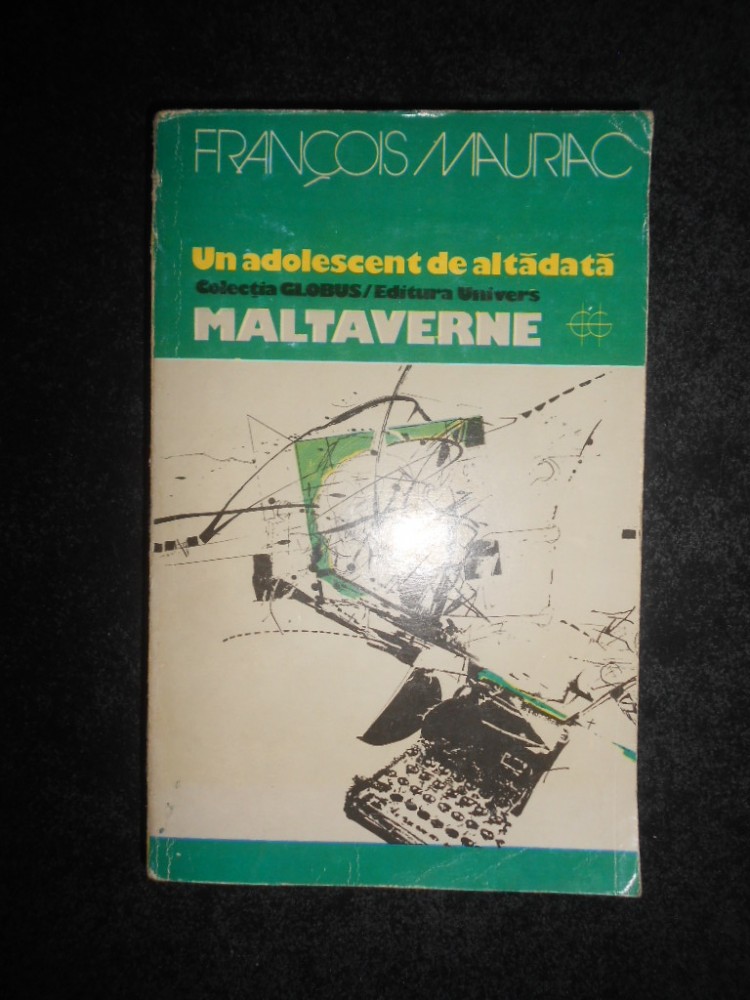 FRANÇOIS MAURIAC
Un adolescent de altădată
Colecția GLOBUS/Editura Univers
MALTAVERNE